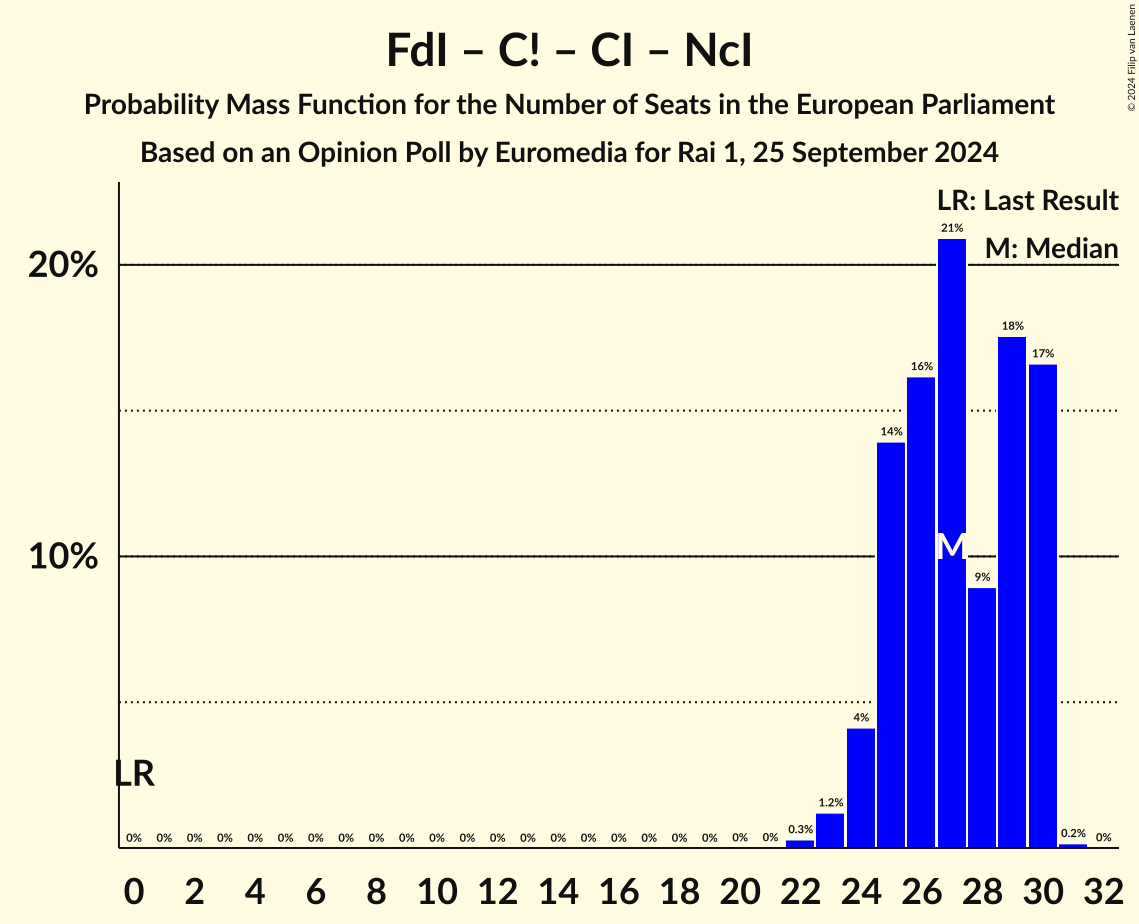 FdI – C! – CI – NcI
Probability Mass Function for the Number of Seats in the European Parliament
Based on an Opinion Poll by Euromedia for Rai 1, 25 September 2024
© 2024 Filip van Laenen
LR: Last Result
M: Median
21%
20%
18%
17%
16%
14%
10%
M
9%
4%
LR
1.2%
0% 0% 0% 0% 0% 0% 0% 0% 0% 0% 0% 0% 0% 0% 0% 0% 0% 0% 0% 0% 0% 0% 0.3% 0.2% 0%
0 2 4 6 8 10 12 14 16 18 20 22 24 26 28 30 32